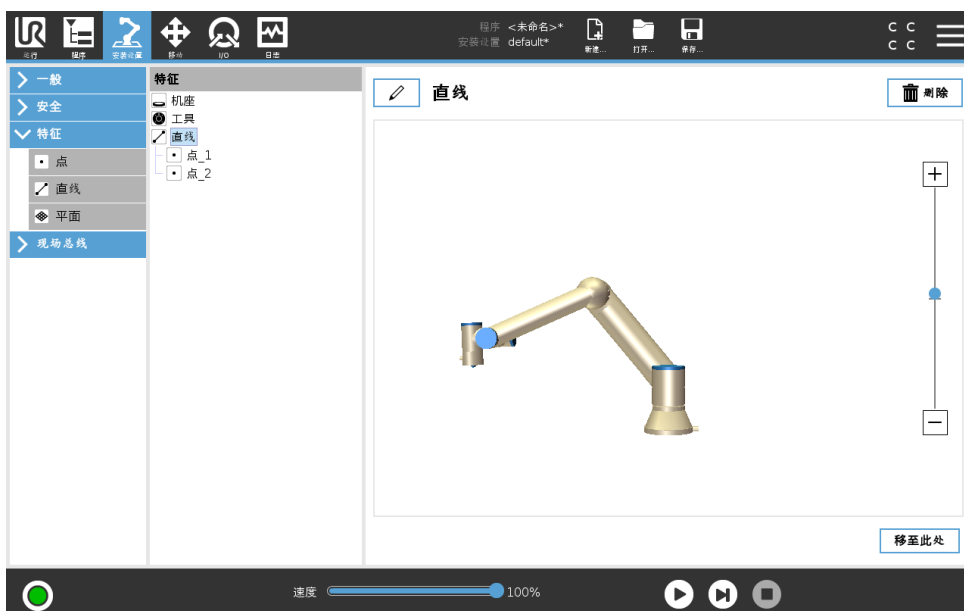 UR
运行
程序
安装设置
移动
I/O
日志
程序 <未命名>*
安装设置 default*
新建...
打开...
保存...
C C
C C
一般
安全
特征
点
直线
平面
现场总线
特征
机座
工具
直线
点_1
点_2
直线
删除
移至此处
速度
100%